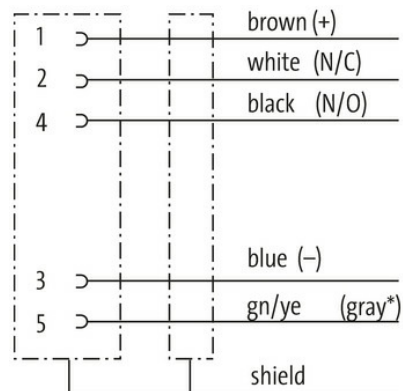 1 brown (+)
2 white (N/C)
4 black (N/O)
3 blue (–)
5 gn/ye (gray*)
shield